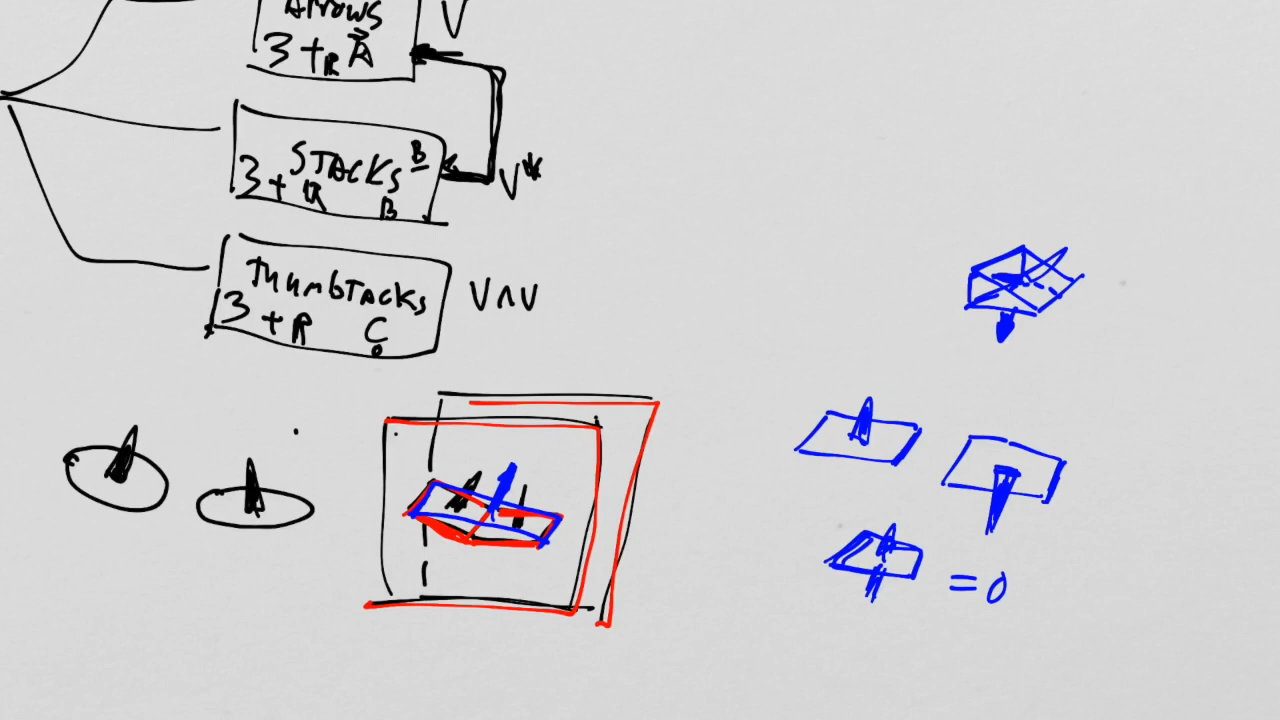 ARROWS
V
3 +R A
STACKS B
3 + R B
V*
THUMBTACKS
3 + R C
V ∧ V
= 0